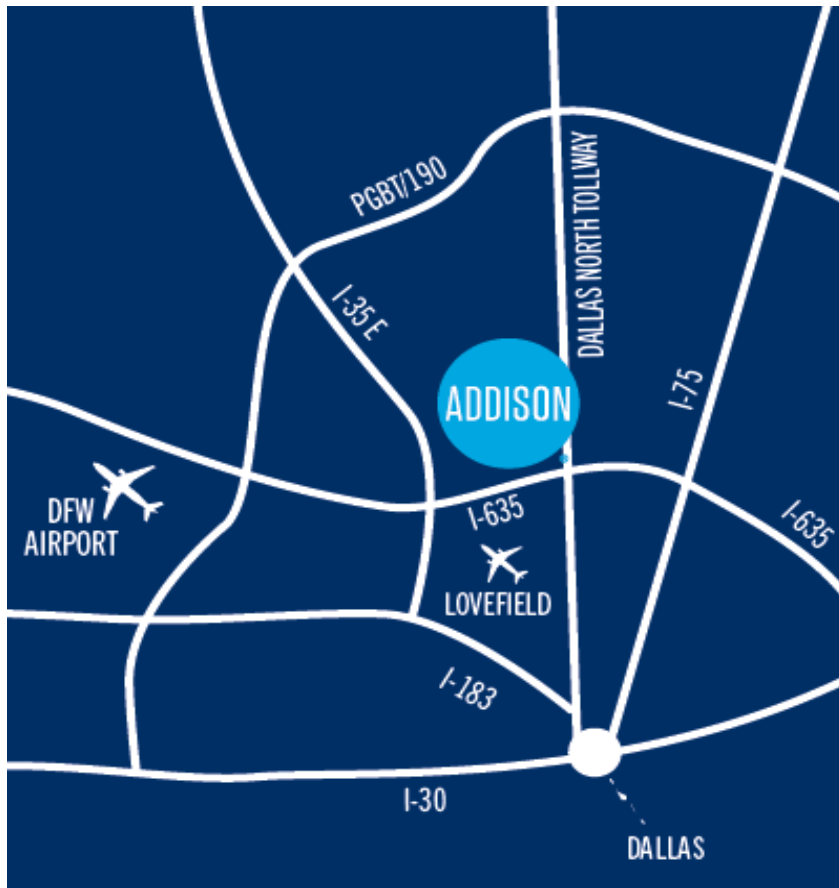 PGBT/190
DALLAS NORTH TOLLWAY
I-35 E
I-75
ADDISON
DFW
AIRPORT
I-635
I-635
LOVEFIELD
I-183
I-30
DALLAS